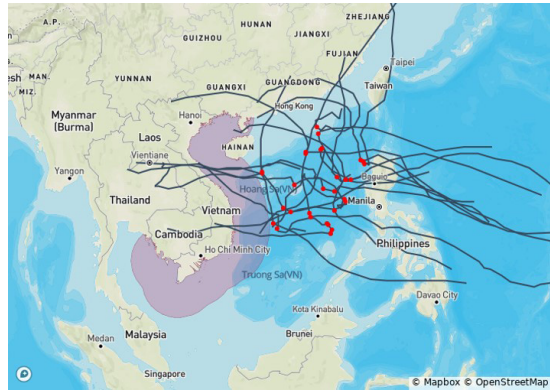 A.P.
HUNAN
ZHEJIANG
GUIZHOU
JIANGXI
FUJIAN
esh
MAN.
MIZ.
YUNNAN
GUANGXI
GUANGDONG
Taipei
Taiwan
Hong Kong
Myanmar
(Burma)
Hanoi
Laos
HAINAN
Vientiane
Yangon
Thailand
Hoang Sa(VN)
Baguio
Vietnam
Manila
Cambodia
Ho Chi Minh City
Philippines
Truong Sa(VN)
Davao City
Kota Kinabalu
Medan
Malaysia
Brunei
Singapore
© Mapbox © OpenStreetMap